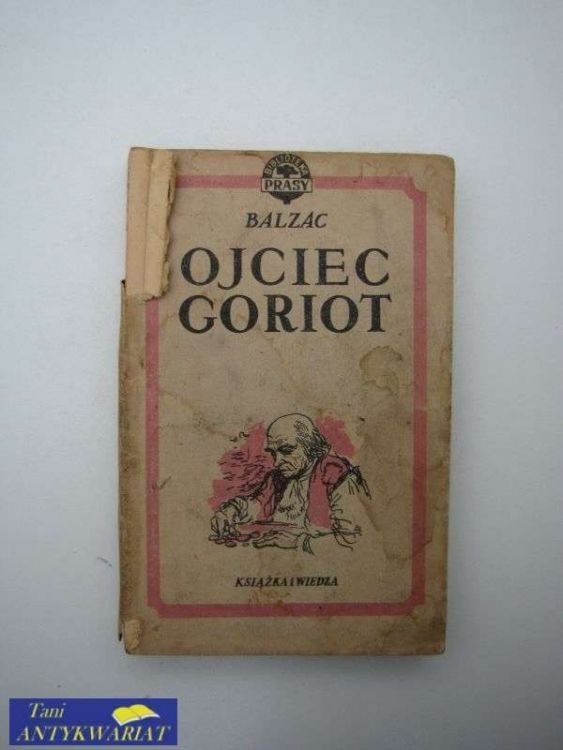 BIBLIOTEKA
PRASY
BALZAC
OJCIEC
GORIOT
KSIĄŻKA I WIEDZA
Tani
ANTYKWARIAT